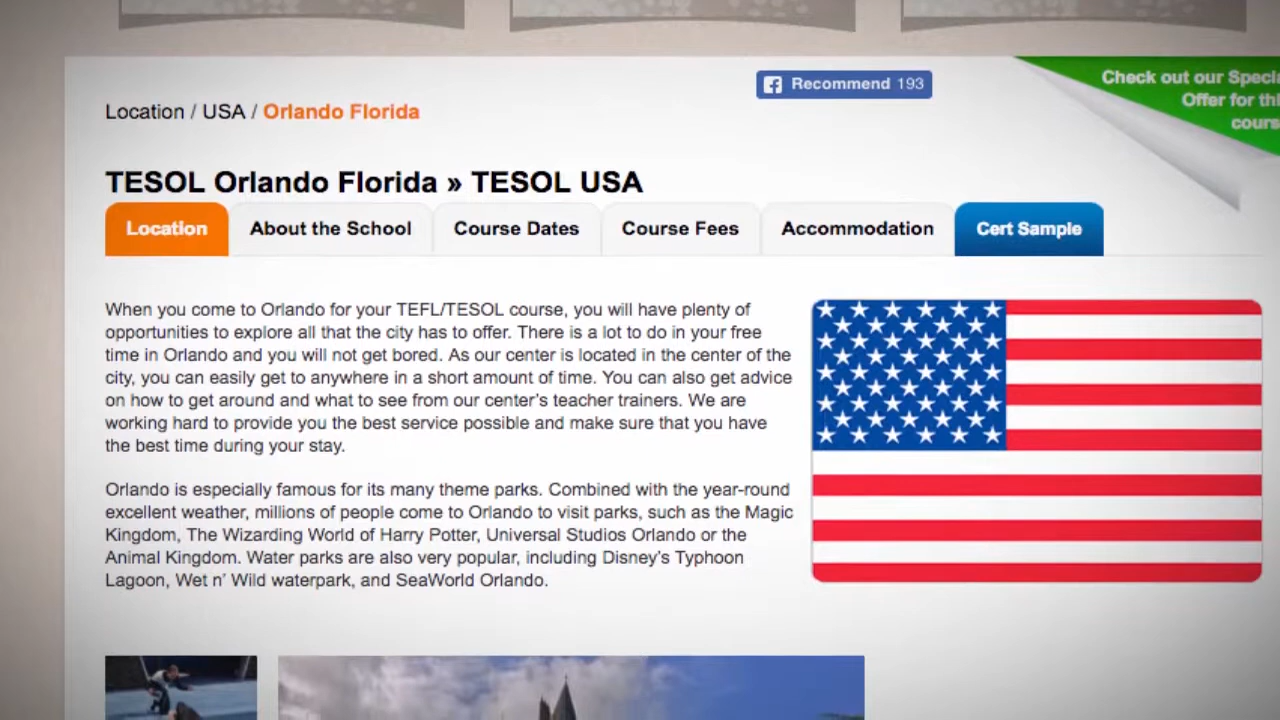 Check out our
Offer for
Recommend 193
Location / USA / Orlando Florida
TESOL Orlando Florida » TESOL USA
Location
About the School
Course Dates
Course Fees
Accommodation
Cert Sample
When you come to Orlando for your TEFL/TESOL course, you will have plenty of
opportunities to explore all that the city has to offer. There is a lot to do in your free
time in Orlando and you will not get bored. As our center is located in the center of the
city, you can easily get to anywhere in a short amount of time. You can also get advice
on how to get around and what to see from our center's teacher trainers. We are
working hard to provide you the best service possible and make sure that you have
the best time during your stay.
Orlando is especially famous for its many theme parks. Combined with the year-round
excellent weather, millions of people come to Orlando to visit parks, such as the Magic
Kingdom, The Wizarding World of Harry Potter, Universal Studios Orlando or the
Animal Kingdom. Water parks are also very popular, including Disney's Typhoon
Lagoon, Wet n' Wild waterpark, and SeaWorld Orlando.